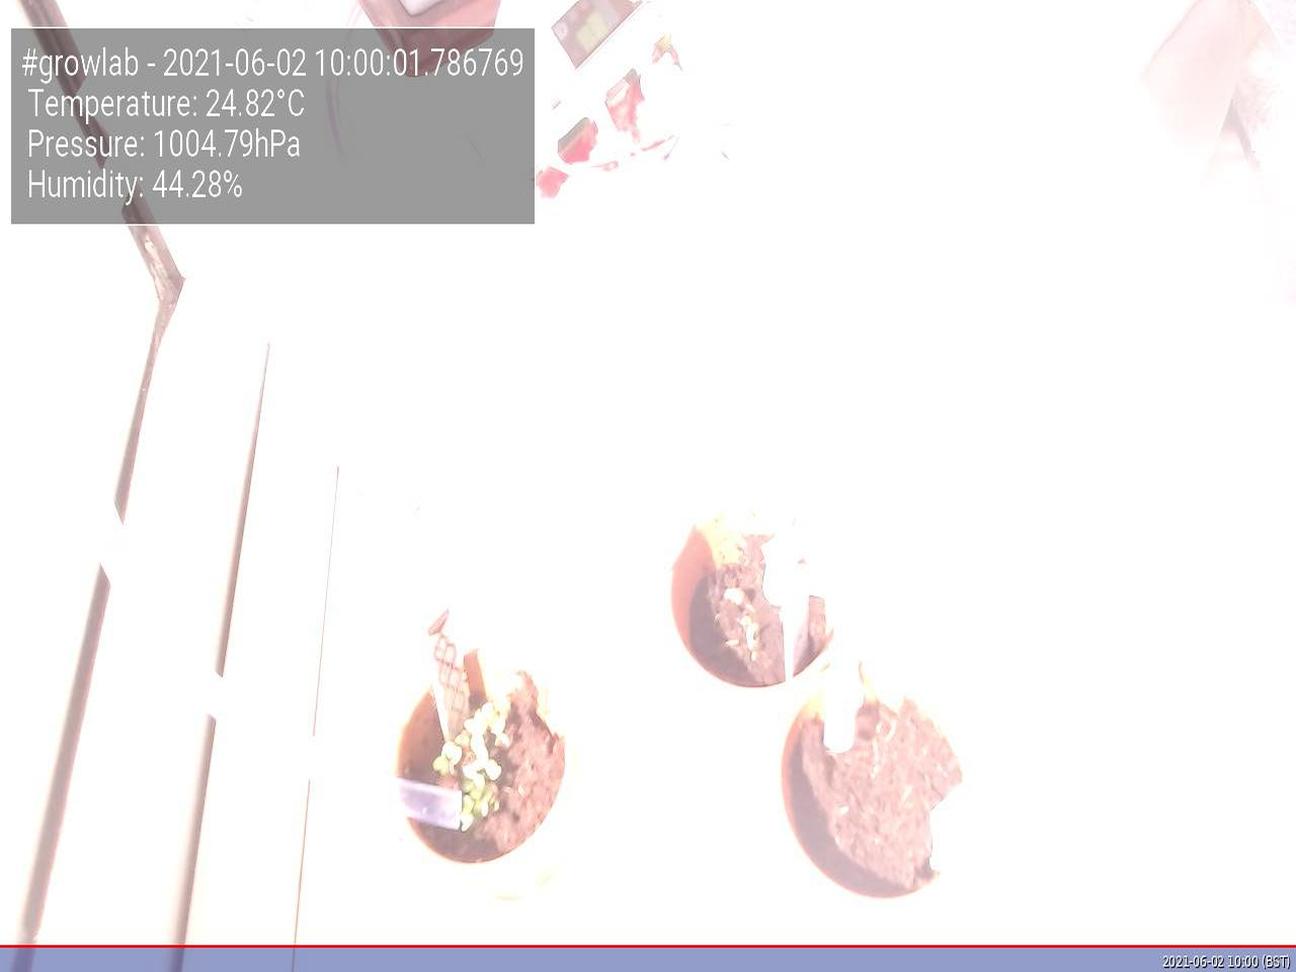 #growlab - 2021-06-02 10:00:01.786769
Temperature: 24.82°C
Pressure: 1004.79hPa
Humidity: 44.28%
2021-06-02 10:00 (BST)